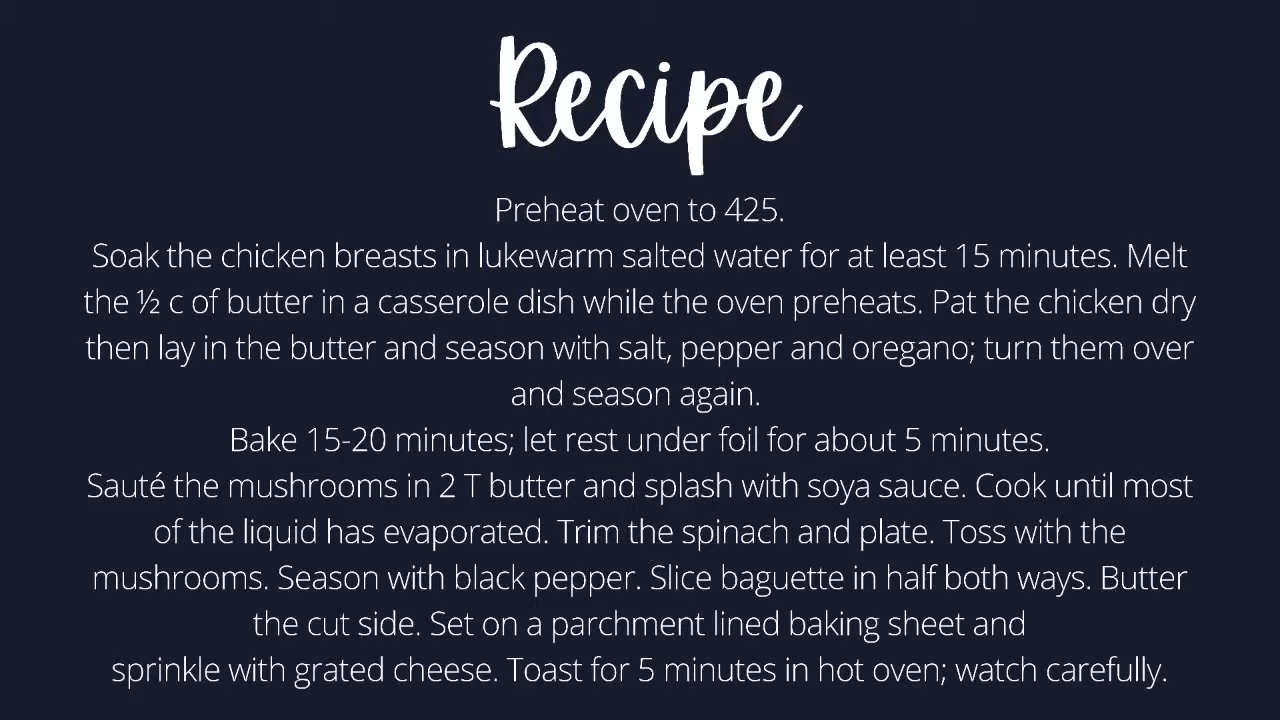 Recipe
Preheat oven to 425.
Soak the chicken breasts in lukewarm salted water for at least 15 minutes. Melt
the ½ c of butter in a casserole dish while the oven preheats. Pat the chicken dry
then lay in the butter and season with salt, pepper and oregano; turn them over
and season again.
Bake 15-20 minutes; let rest under foil for about 5 minutes.
Sauté the mushrooms in 2 T butter and splash with soya sauce. Cook until most
of the liquid has evaporated. Trim the spinach and plate. Toss with the
mushrooms. Season with black pepper. Slice baguette in half both ways. Butter
the cut side. Set on a parchment lined baking sheet and
sprinkle with grated cheese. Toast for 5 minutes in hot oven; watch carefully.